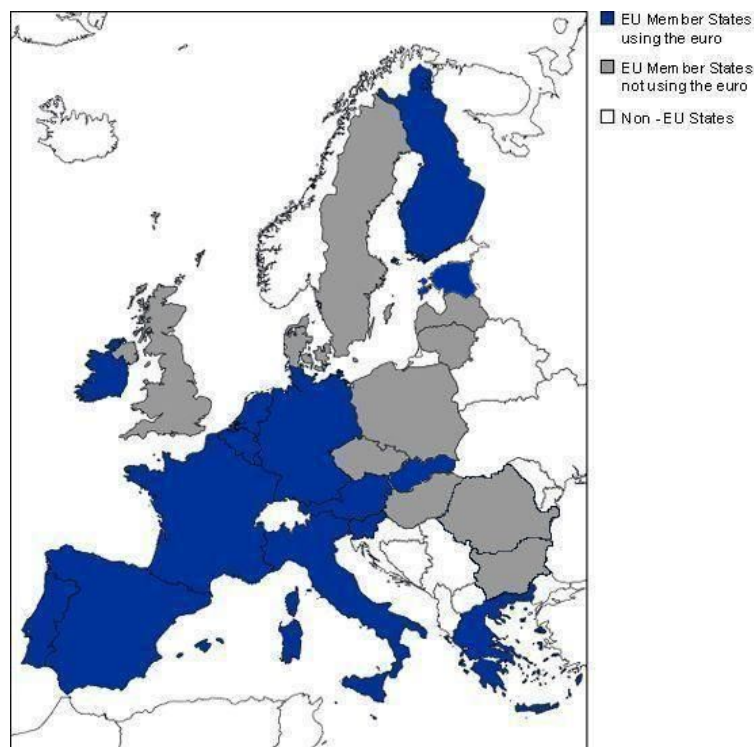 EU Member States
using the euro
EU Member States
not using the euro
Non - EU States